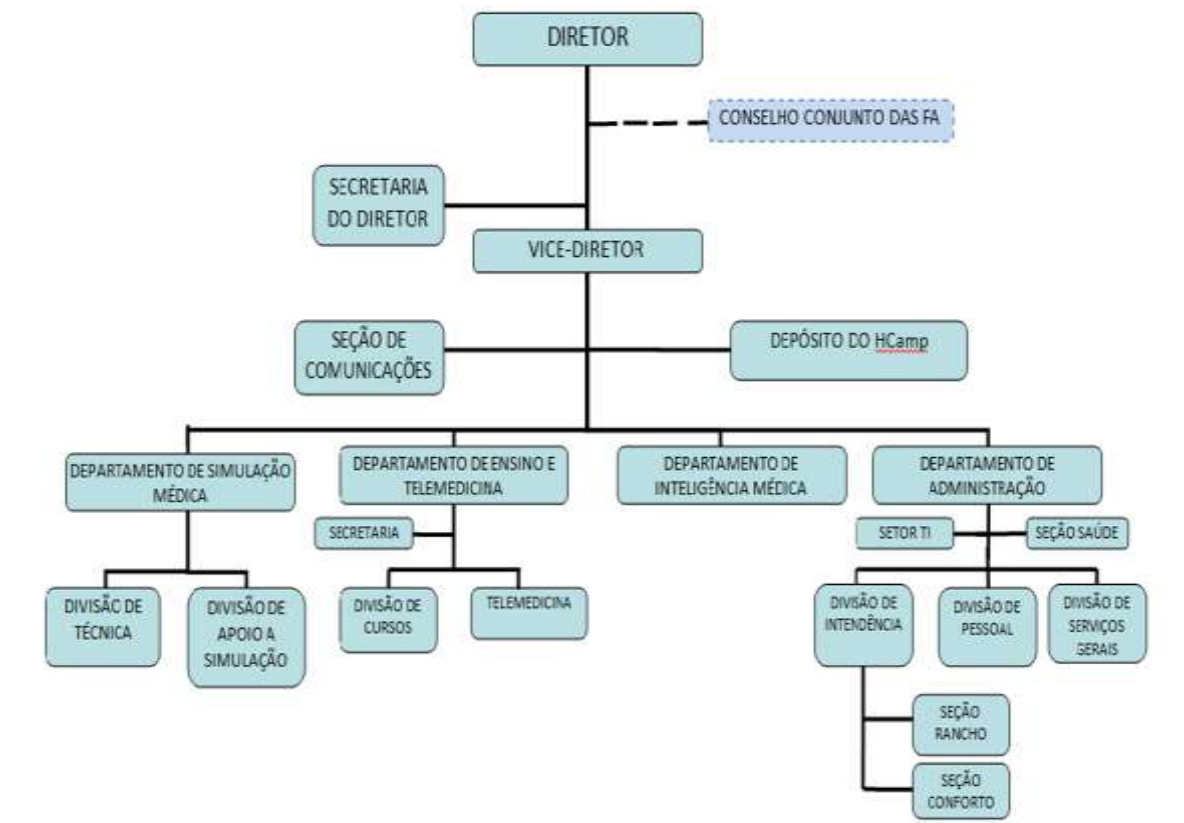 DIRETOR
CONSELHO CONJUNTO DAS FA
SECRETARIA
DO DIRETOR
VICE-DIRETOR
SEÇÃO DE
COMUNICAÇÕES
DEPÓSITO DO HCamp
DEPARTAMENTO DE SIMULAÇÃO
MÉDICA
DEPARTAMENTO DE ENSINO E
TELEMEDICINA
DEPARTAMENTO DE
INTELIGÊNCIA MÉDICA
DEPARTAMENTO DE
ADMINISTRAÇÃO
SECRETARIA
SETOR TI
SEÇÃO SAÚDE
DIVISÃO DE
TÉCNICA
DIVISÃO DE
APOIO A
SIMULAÇÃO
DIVISÃO DE
CURSOS
TELEMEDICINA
DIVISÃO DE
INTENDÊNCIA
DIVISÃO DE
PESSOAL
DIVISÃO DE
SERVIÇOS
GERAIS
SEÇÃO
RANCHO
SEÇÃO
CONFORTO